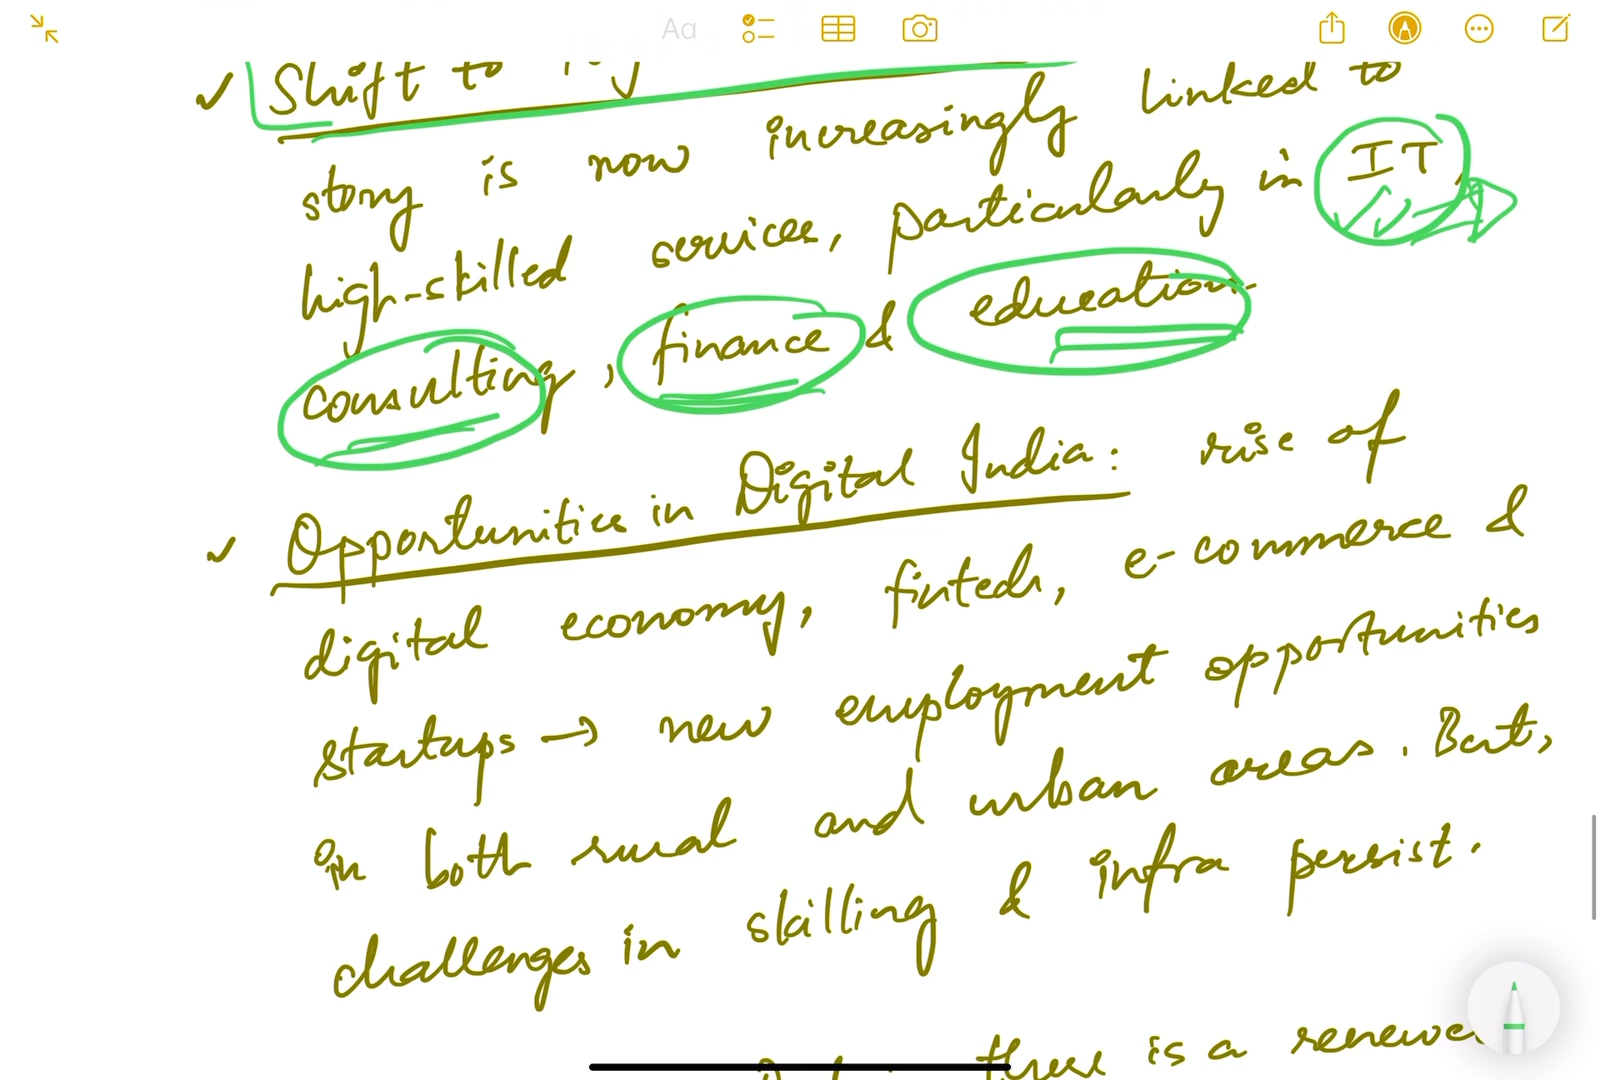 Aa
✓ Shift to
story is now increasingly linked to
high-skilled services, particularly in IT,
consulting, finance & education.
✓ Opportunities in Digital India: rise of
digital economy, fintech, e-commerce &
startups → new employment opportunities
in both rural and urban areas. But,
challenges in skilling & infra persist.
there is a